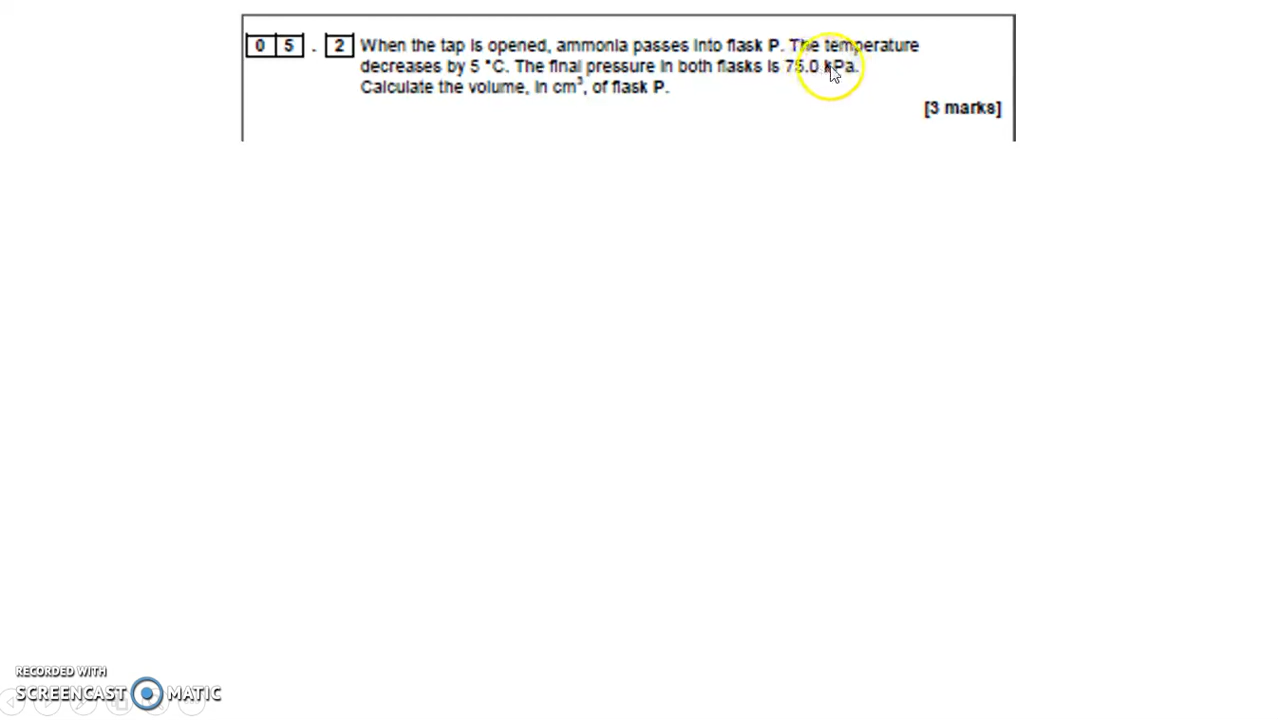 0 5 . 2 When the tap is opened, ammonia passes into flask P. The temperature
decreases by 5 °C. The final pressure in both flasks is 75.0 kPa.
Calculate the volume, in cm³, of flask P.
[3 marks]
RECORDED WITH
SCREENCAST MATIC